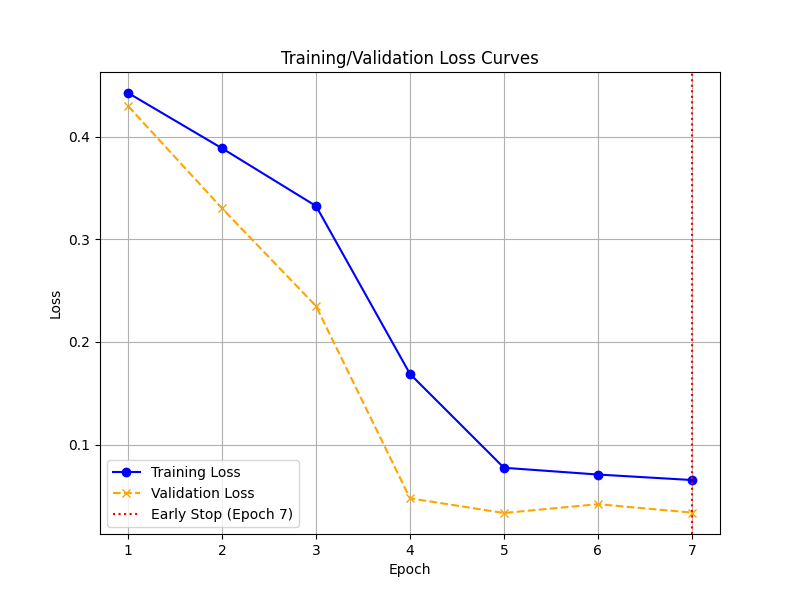 Training/Validation Loss Curves
Loss
0.4
0.3
0.2
0.1
Training Loss
Validation Loss
Early Stop (Epoch 7)
1 2 3 4 5 6 7
Epoch